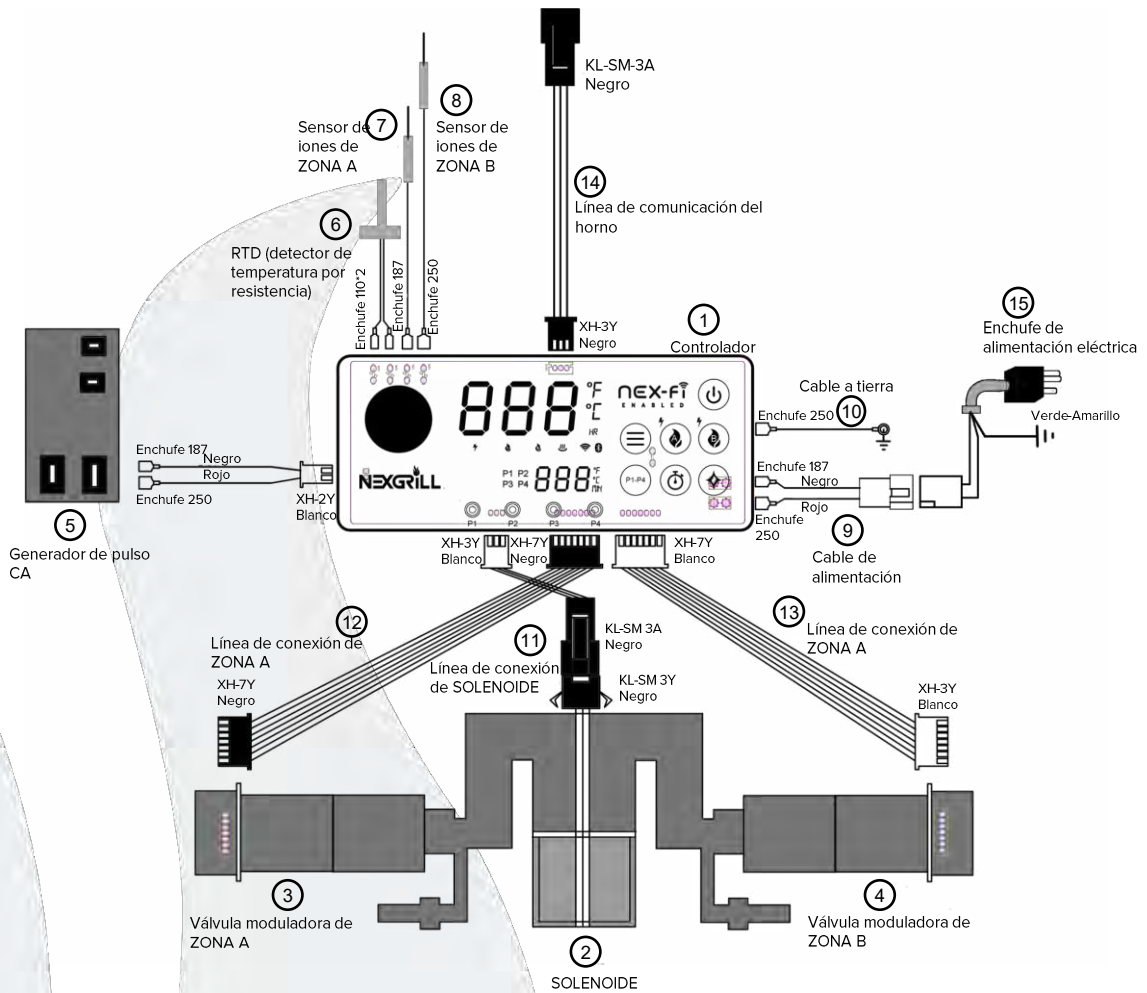 KL-SM-3A
Negro
8
7
Sensor de
iones de
ZONA A
Sensor de
iones de
ZONA B
14
Línea de comunicación del
horno
6
RTD (detector de
temperatura por
resistencia)
Enchufe 110*2
Enchufe 187
Enchufe 250
XH-3Y
Negro
1
Controlador
15
Enchufe de
alimentación eléctrica
Verde-Amarillo
Cable a tierra
Enchufe 250
10
888
°F
°C
HR
nex-fi
ENABLED
A
B
NEXGRILL
P1 P2
P3 P4
888
°F
°C
MIN
P1-P4
P1
P2
P3
P4
Enchufe 187
Negro
Rojo
Enchufe 250
XH-2Y
Blanco
5
Generador de pulso
CA
Enchufe 187
Negro
Rojo
Enchufe
250
9
Cable de
alimentación
XH-3Y
Blanco
XH-7Y
Negro
XH-7Y
Blanco
12
Línea de conexión de
ZONA A
XH-7Y
Negro
11
Línea de conexión
de SOLENOIDE
KL-SM 3A
Negro
KL-SM 3Y
Negro
13
Línea de conexión de
ZONA A
XH-3Y
Blanco
3
Válvula moduladora de
ZONA A
2
SOLENOIDE
4
Válvula moduladora de
ZONA B